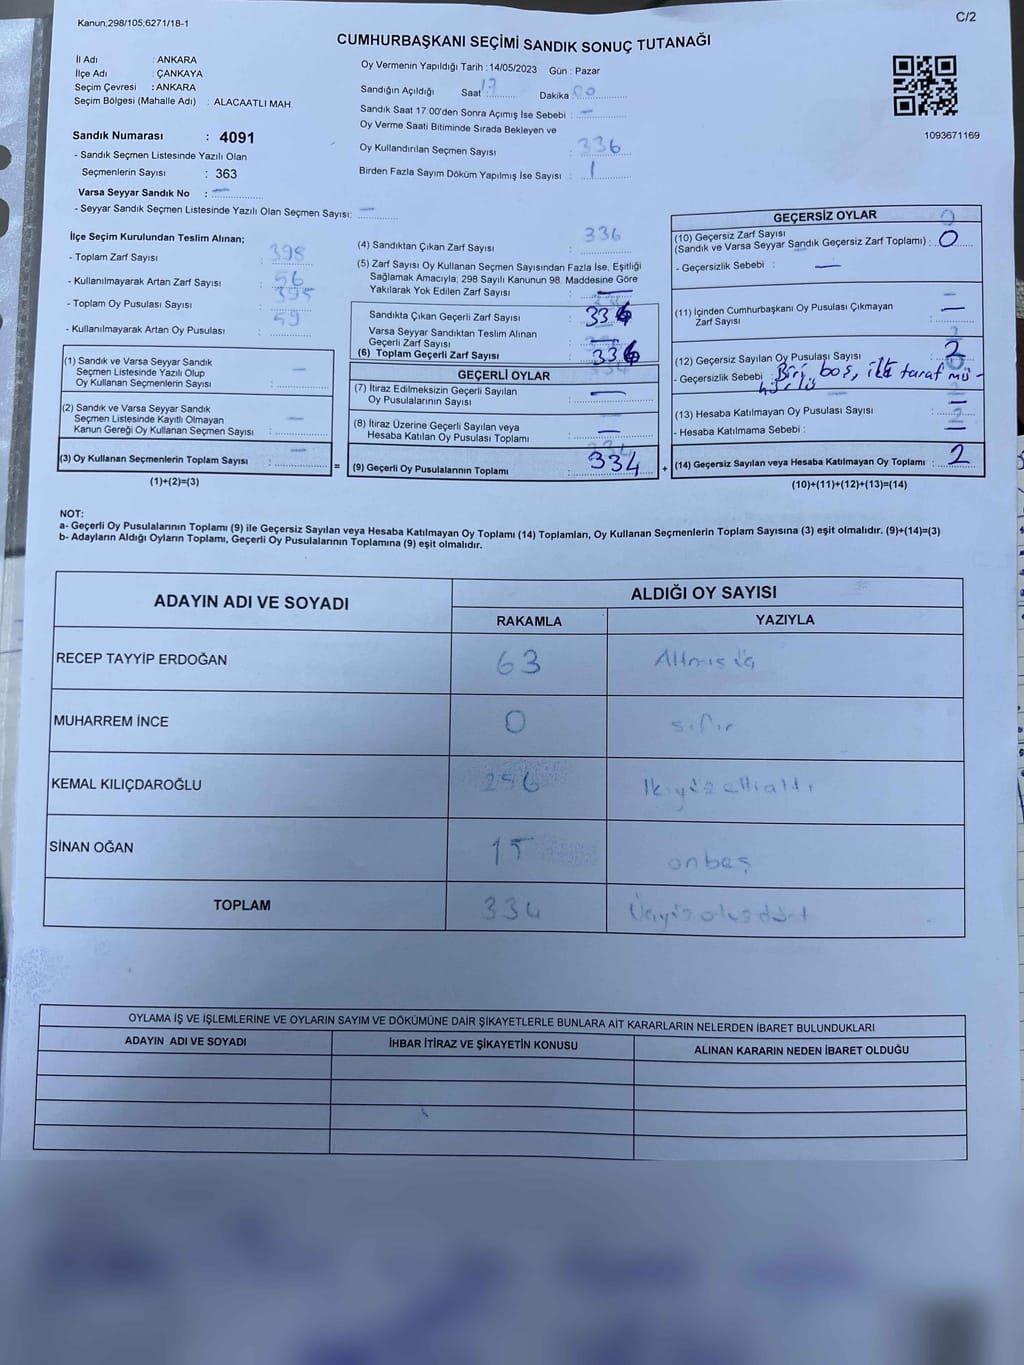 Kanun,298/105,6271/18-1
C/2
CUMHURBAŞKANI SEÇİMİ SANDIK SONUÇ TUTANAĞI
İl Adı : ANKARA
İlçe Adı : ÇANKAYA
Seçim Çevresi : ANKARA
Seçim Bölgesi (Mahalle Adı) : ALACAATLI MAH.
Sandık Numarası : 4091
- Sandık Seçmen Listesinde Yazılı Olan
Seçmenlerin Sayısı : 363
Varsa Seyyar Sandık No : —
- Seyyar Sandık Seçmen Listesinde Yazılı Olan Seçmen Sayısı: —
Oy Vermenin Yapıldığı Tarih : 14/05/2023 Gün : Pazar
Sandığın Açıldığı Saat : 17 Dakika : 00
Sandık Saat 17:00'den Sonra Açımış İse Sebebi : —
Oy Verme Saati Bitiminde Sırada Bekleyen ve
Oy Kullandırılan Seçmen Sayısı : 336
Birden Fazla Sayım Döküm Yapılmış İse Sayısı : 1
1093671169
İlçe Seçim Kurulundan Teslim Alınan;
- Toplam Zarf Sayısı : 398
- Kullanılmayarak Artan Zarf Sayısı : 56
- Toplam Oy Pusulası Sayısı : 395
- Kullanılmayarak Artan Oy Pusulası : 59
(1) Sandık ve Varsa Seyyar Sandık
Seçmen Listesinde Yazılı Olup
Oy Kullanan Seçmenlerin Sayısı : —
(2) Sandık ve Varsa Seyyar Sandık
Seçmen Listesinde Kayıtlı Olmayan
Kanun Gereği Oy Kullanan Seçmen Sayısı : —
(3) Oy Kullanan Seçmenlerin Toplam Sayısı : —
(1)+(2)=(3)
=
(4) Sandıktan Çıkan Zarf Sayısı : 336
(5) Zarf Sayısı Oy Kullanan Seçmen Sayısından Fazla İse, Eşitliği
Sağlamak Amacıyla; 298 Sayılı Kanunun 98. Maddesine Göre
Yakılarak Yok Edilen Zarf Sayısı : —
Sandıkta Çıkan Geçerli Zarf Sayısı : 336
Varsa Seyyar Sandıktan Teslim Alınan
Geçerli Zarf Sayısı : —
(6) Toplam Geçerli Zarf Sayısı : 336
GEÇERLİ OYLAR
(7) İtiraz Edilmeksizin Geçerli Sayılan
Oy Pusulalarının Sayısı : —
(8) İtiraz Üzerine Geçerli Sayılan veya
Hesaba Katılan Oy Pusulası Toplamı : —
(9) Geçerli Oy Pusulalarının Toplamı : 334
+
GEÇERSİZ OYLAR
(10) Geçersiz Zarf Sayısı
(Sandık ve Varsa Seyyar Sandık Geçersiz Zarf Toplamı) : 0
- Geçersizlik Sebebi : —
(11) İçinden Cumhurbaşkanı Oy Pusulası Çıkmayan
Zarf Sayısı : —
(12) Geçersiz Sayılan Oy Pusulası Sayısı : 2
- Geçersizlik Sebebi : Biri boş, iki taraf mü-
hürlü
(13) Hesaba Katılmayan Oy Pusulası Sayısı : —
- Hesaba Katılmama Sebebi : —
(14) Geçersiz Sayılan veya Hesaba Katılmayan Oy Toplamı : 2
(10)+(11)+(12)+(13)=(14)
NOT:
a- Geçerli Oy Pusulalarının Toplamı (9) ile Geçersiz Sayılan veya Hesaba Katılmayan Oy Toplamı (14) Toplamları, Oy Kullanan Seçmenlerin Toplam Sayısına (3) eşit olmalıdır. (9)+(14)=(3)
b- Adayların Aldığı Oyların Toplamı, Geçerli Oy Pusulalarının Toplamına (9) eşit olmalıdır.
ADAYIN ADI VE SOYADI
ALDIĞI OY SAYISI
RAKAMLA YAZIYLA
RECEP TAYYİP ERDOĞAN 63 Altmış üç
MUHARREM İNCE 0 sıfır
KEMAL KILIÇDAROĞLU 256 İkiyüz elli altı
SİNAN OĞAN 15 onbeş
TOPLAM 334 Üçyüz otuz dört
OYLAMA İŞ VE İŞLEMLERİNE VE OYLARIN SAYIM VE DÖKÜMÜNE DAİR ŞİKAYETLERLE BUNLARA AİT KARARLARIN NELERDEN İBARET BULUNDUKLARI
ADAYIN ADI VE SOYADI İHBAR İTİRAZ VE ŞİKAYETİN KONUSU ALINAN KARARIN NEDEN İBARET OLDUĞU